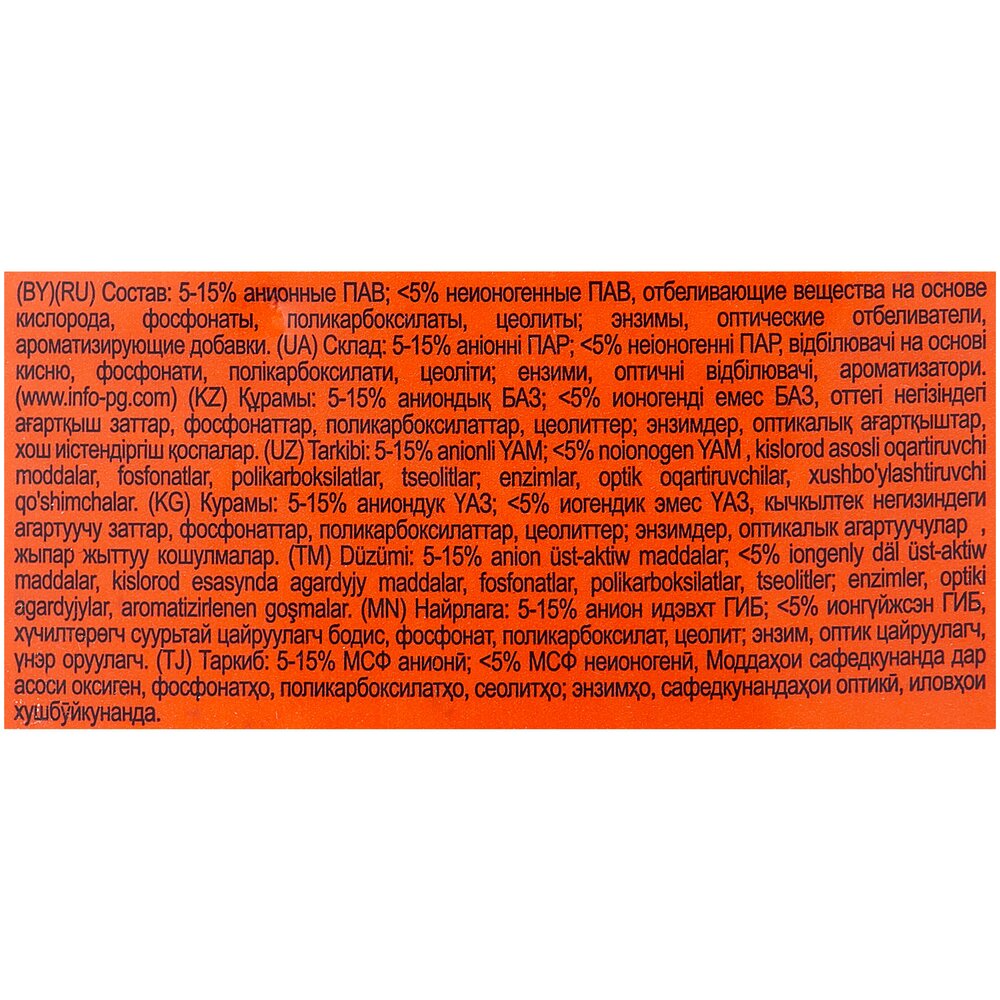 (BY)(RU) Состав: 5-15% анионные ПАВ; <5% неионогенные ПАВ, отбеливающие вещества на основе
кислорода, фосфонаты, поликарбоксилаты, цеолиты; энзимы, оптические отбеливатели,
ароматизирующие добавки. (UA) Склад: 5-15% аніонні ПАР; <5% неіоногенні ПАР, відбілювачі на основі
кисню, фосфонати, полікарбоксилати, цеоліти; ензими, оптичні відбілювачі, ароматизатори.
(www.info-pg.com) (KZ) Құрамы: 5-15% аниондық БАЗ; <5% ионогенді емес БАЗ, оттегі негізіндегі
ағартқыш заттар, фосфонаттар, поликарбоксилаттар, цеолиттер; энзимдер, оптикалық ағартқыштар,
хош иістендіргіш қоспалар. (UZ) Tarkibi: 5-15% anionli YAM; <5% noionogen YAM , kislorod asosli oqartiruvchi
moddalar, fosfonatlar, polikarboksilatlar, tseolitlar; enzimlar, optik oqartiruvchilar, xushbo'ylashtiruvchi
qo'shimchalar. (KG) Курамы: 5-15% аниондук ҮАЗ; <5% иогендик эмес ҮАЗ, кычкылтек негизиндеги
агартуучу заттар, фосфонаттар, поликарбоксилаттар, цеолиттер; энзимдер, оптикалык агартуучулар ,
жыпар жыттуу кошулмалар. (TM) Düzümi: 5-15% anion üst-aktiw maddalar; <5% iongenly däl üst-aktiw
maddalar, kislorod esasynda agardyjy maddalar, fosfonatlar, polikarboksilatlar, tseolitler; enzimler, optiki
agardyjylar, aromatizirlenen goşmalar. (MN) Найрлага: 5-15% анион идэвхт ГИБ; <5% ионгүйжсэн ГИБ,
хүчилтөрөгч суурьтай цайруулагч бодис, фосфонат, поликарбоксилат, цеолит; энзим, оптик цайруулагч,
үнэр оруулагч. (TJ) Таркиб: 5-15% МСФ анионӣ; <5% МСФ неионогенӣ, Моддаҳои сафедкунанда дар
асоси оксиген, фосфонатҳо, поликарбоксилатҳо, сеолитҳо; энзимҳо, сафедкунандаҳои оптикӣ, иловҳои
хушбӯйкунанда.